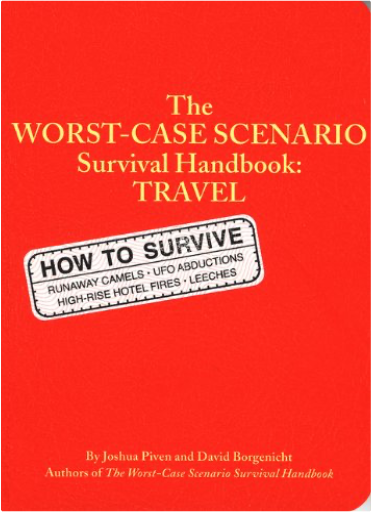 The
WORST-CASE SCENARIO
Survival Handbook:
TRAVEL
HOW TO SURVIVE
RUNAWAY CAMELS • UFO ABDUCTIONS
HIGH-RISE HOTEL FIRES • LEECHES
By Joshua Piven and David Borgenicht
Authors of The Worst-Case Scenario Survival Handbook